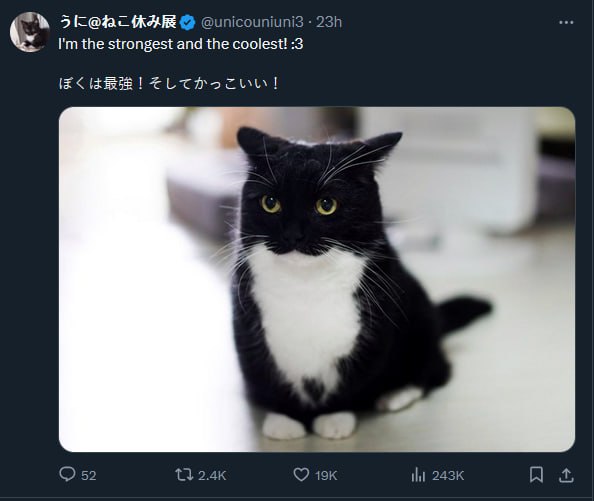 うに@ねこ休み展 @unicouniuni3 · 23h
I'm the strongest and the coolest! :3
ぼくは最強！そしてかっこいい！
52 2.4K 19K 243K